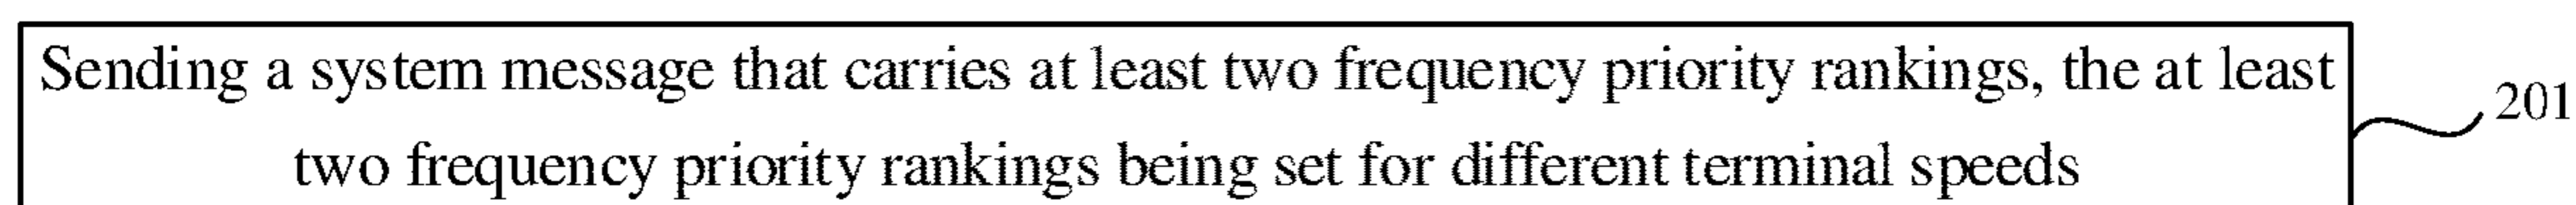 Sending a system message that carries at least two frequency priority rankings, the at least
201
two frequency priority rankings being set for different terminal speeds